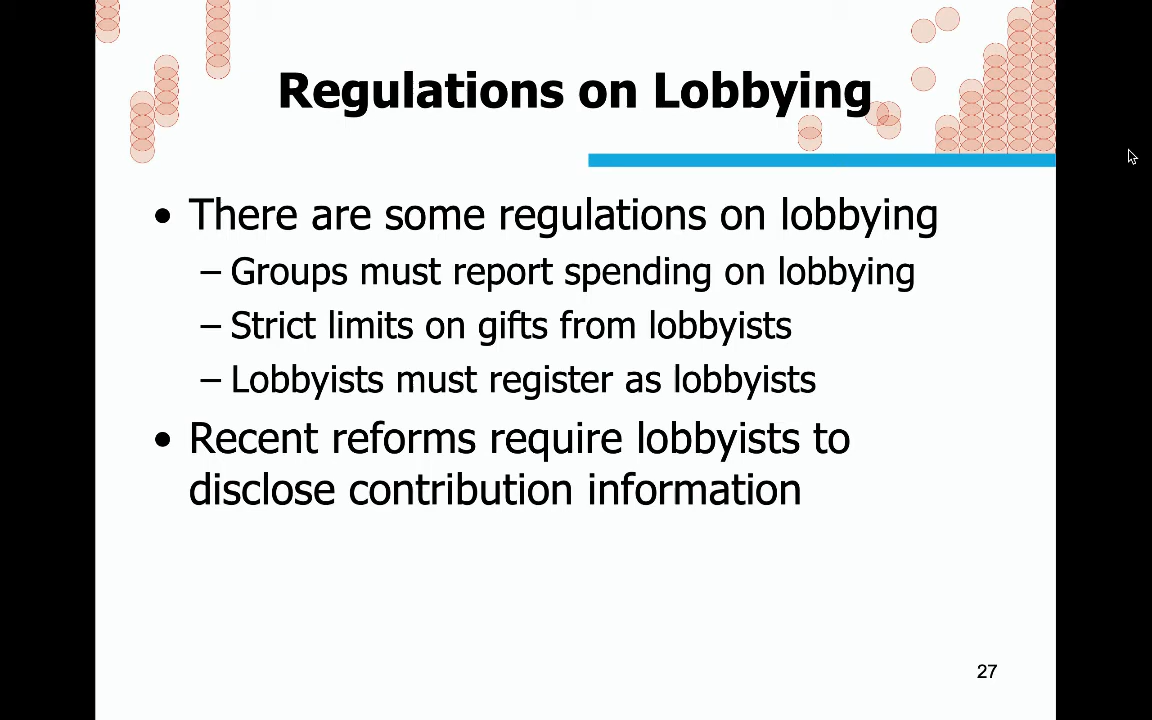 Regulations on Lobbying
• There are some regulations on lobbying
– Groups must report spending on lobbying
– Strict limits on gifts from lobbyists
– Lobbyists must register as lobbyists
• Recent reforms require lobbyists to
disclose contribution information
27